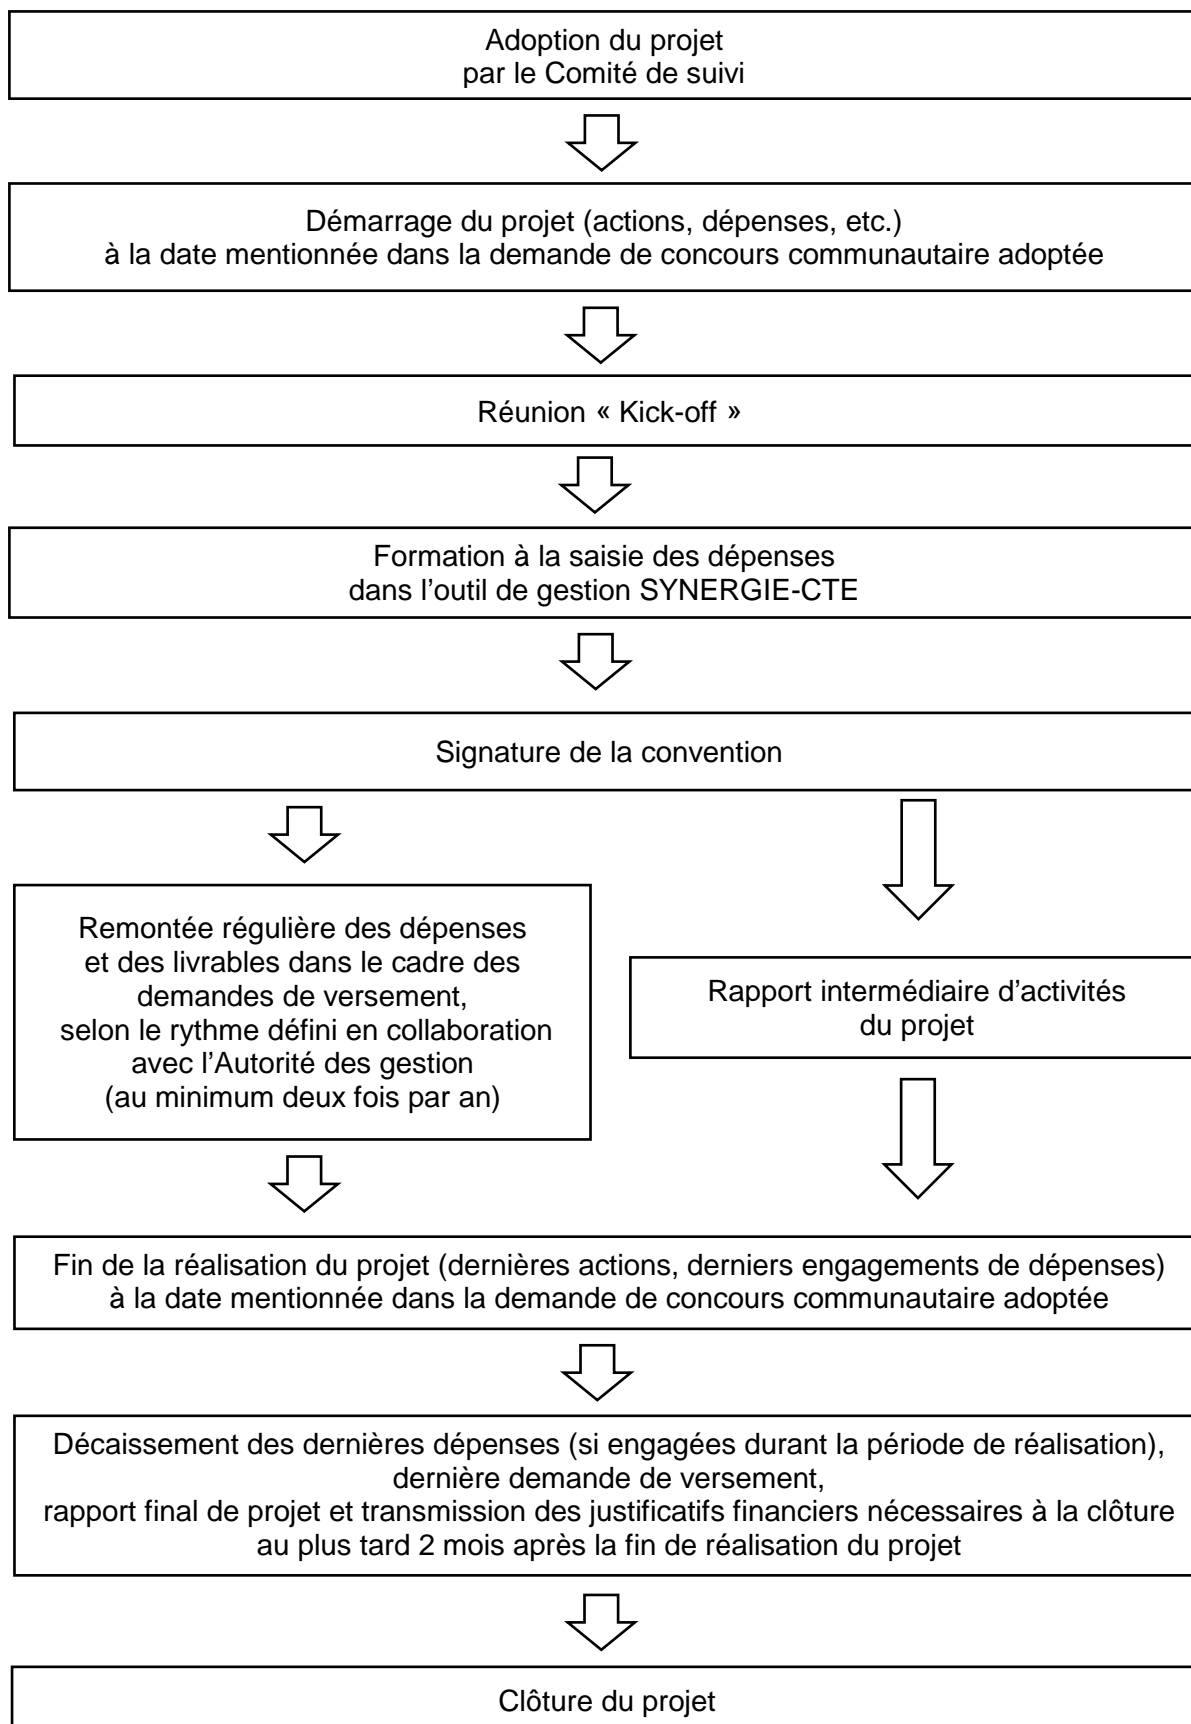 Adoption du projet
par le Comité de suivi
Démarrage du projet (actions, dépenses, etc.)
à la date mentionnée dans la demande de concours communautaire adoptée
Réunion « Kick-off »
Formation à la saisie des dépenses
dans l'outil de gestion SYNERGIE-CTE
Signature de la convention
Remontée régulière des dépenses
et des livrables dans le cadre des
demandes de versement,
selon le rythme défini en collaboration
avec l'Autorité des gestion
(au minimum deux fois par an)
Rapport intermédiaire d'activités
du projet
Fin de la réalisation du projet (dernières actions, derniers engagements de dépenses)
à la date mentionnée dans la demande de concours communautaire adoptée
Décaissement des dernières dépenses (si engagées durant la période de réalisation),
dernière demande de versement,
rapport final de projet et transmission des justificatifs financiers nécessaires à la clôture
au plus tard 2 mois après la fin de réalisation du projet
Clôture du projet